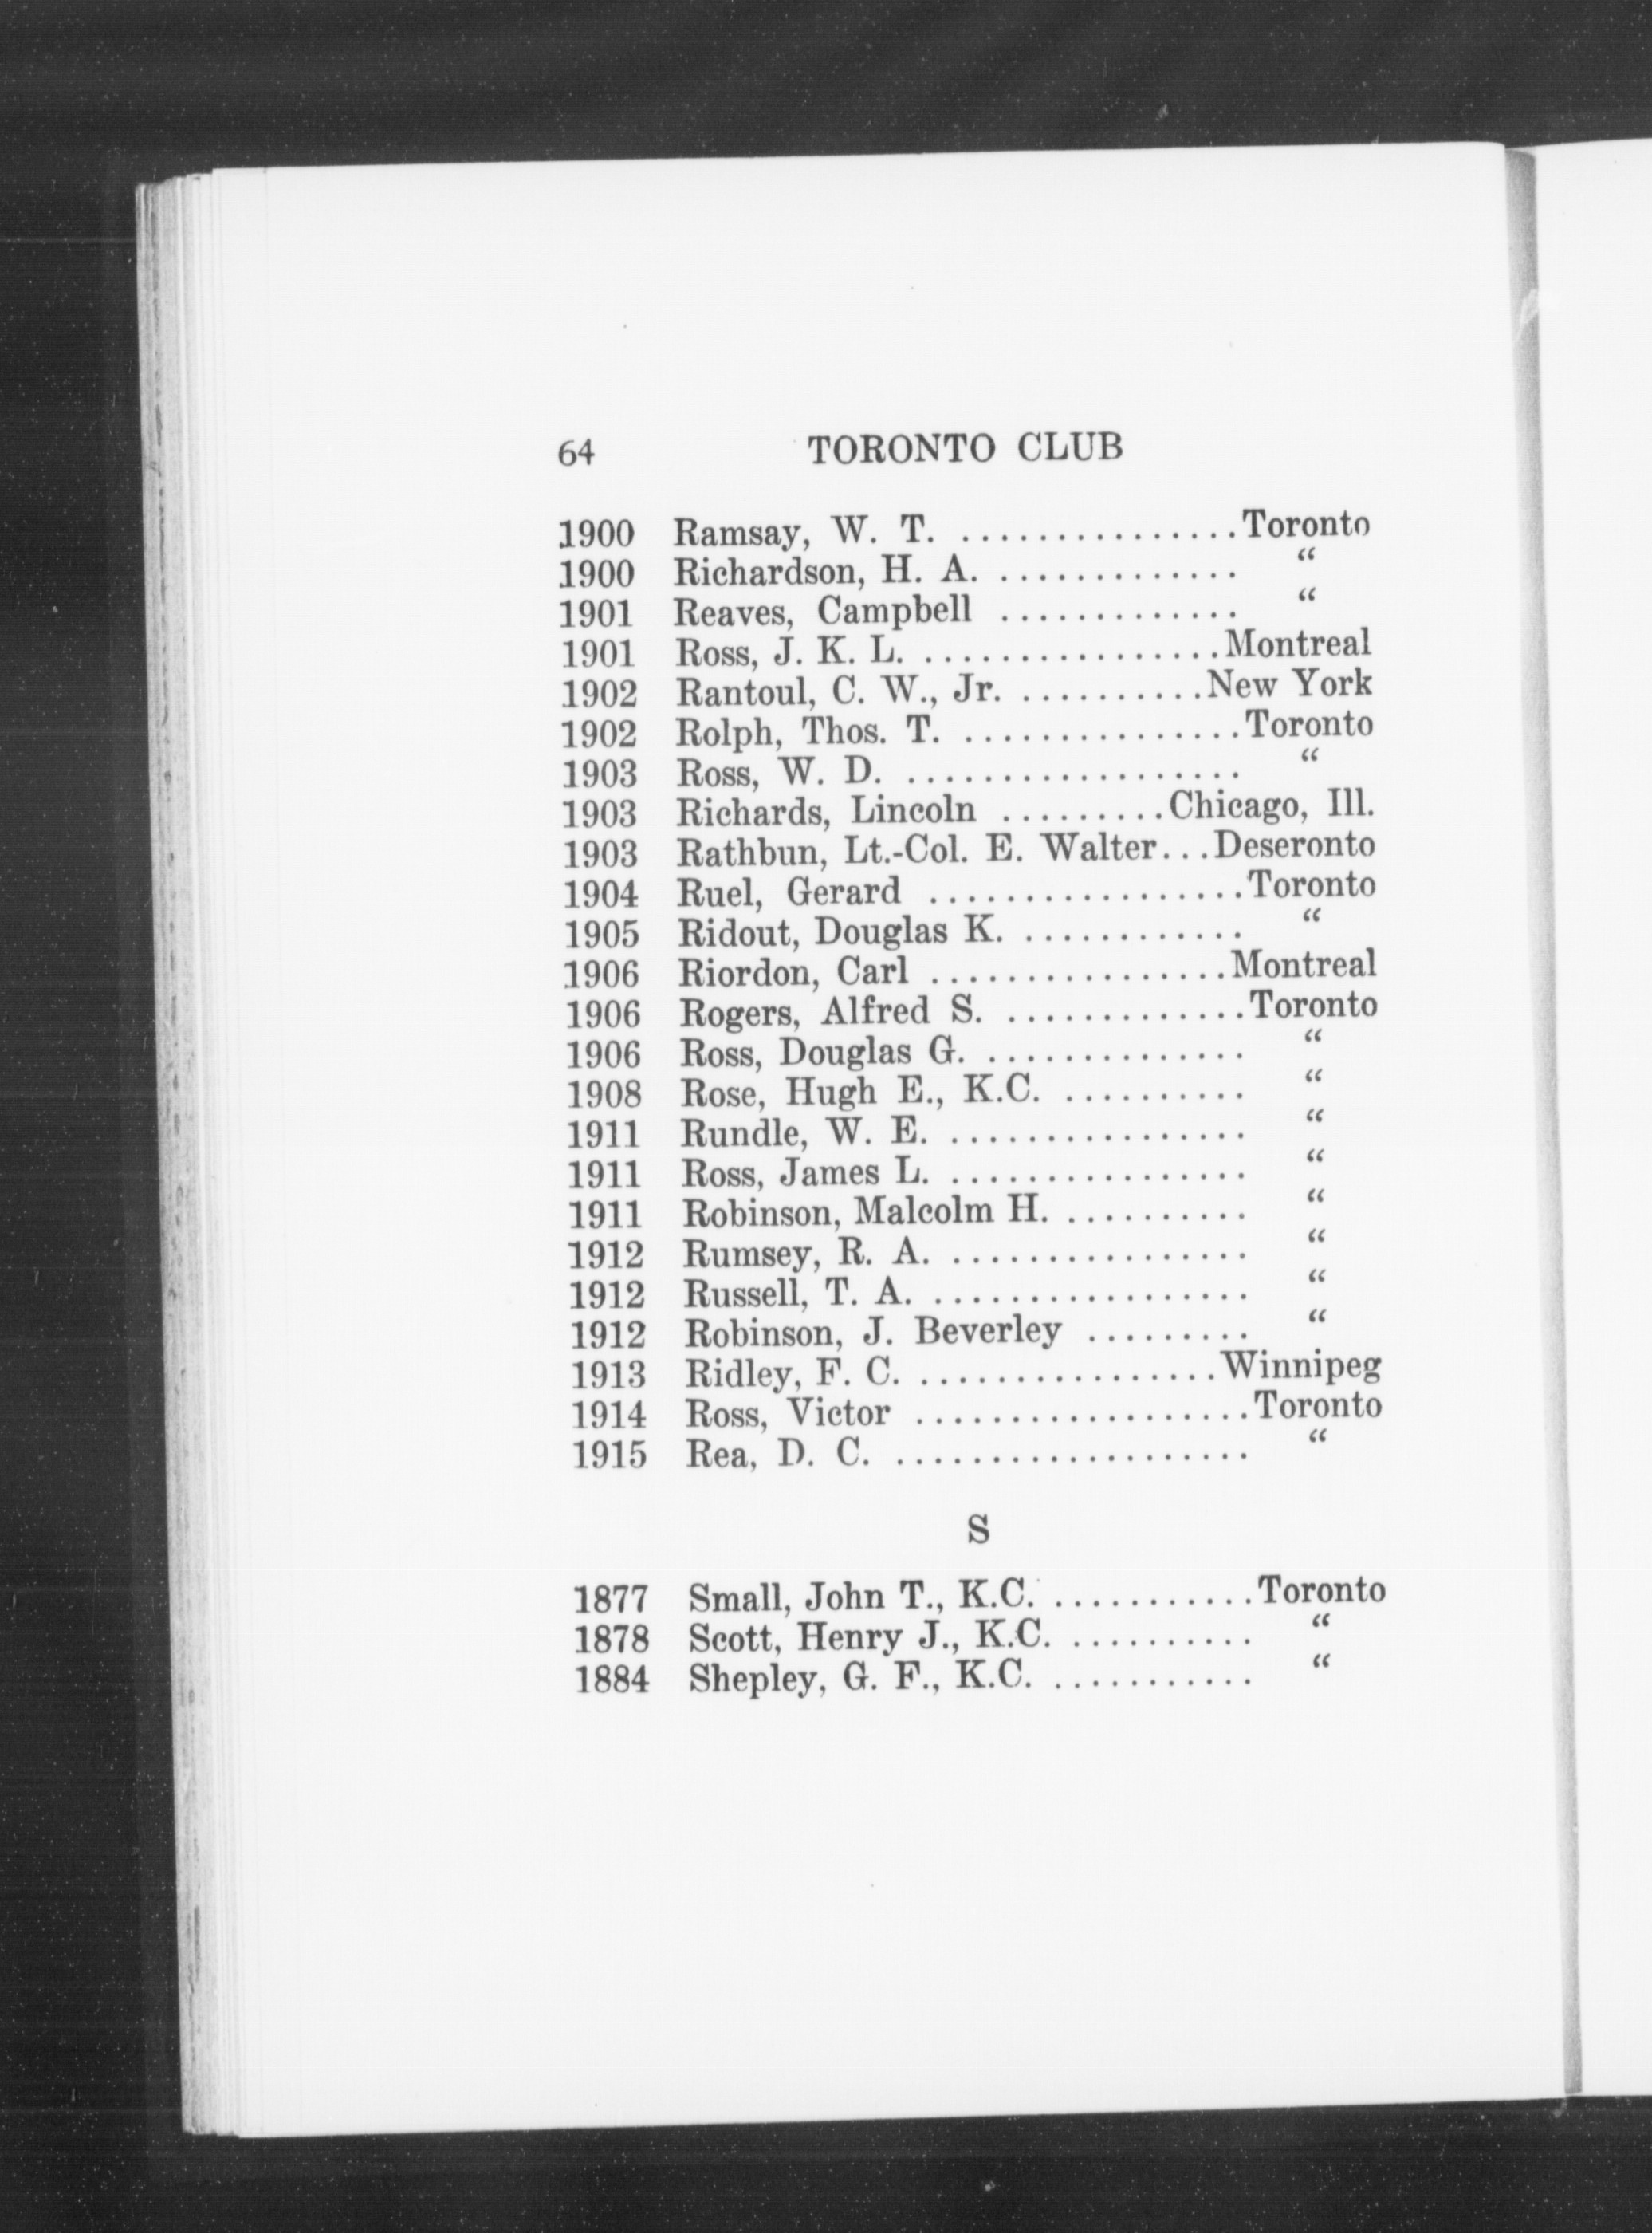 64 TORONTO CLUB
1900 Ramsay, W. T. ...............Toronto
1900 Richardson, H. A. ............. “
1901 Reaves, Campbell ............. “
1901 Ross, J. K. L. ................Montreal
1902 Rantoul, C. W., Jr. ..........New York
1902 Rolph, Thos. T. ...............Toronto
1903 Ross, W. D. .................. “
1903 Richards, Lincoln .........Chicago, Ill.
1903 Rathbun, Lt.-Col. E. Walter...Deseronto
1904 Ruel, Gerard .................Toronto
1905 Ridout, Douglas K. ............ “
1906 Riordon, Carl ................Montreal
1906 Rogers, Alfred S. .............Toronto
1906 Ross, Douglas G. .............. “
1908 Rose, Hugh E., K.C. .......... “
1911 Rundle, W. E. ................ “
1911 Ross, James L. ................ “
1911 Robinson, Malcolm H. .......... “
1912 Rumsey, R. A. ................ “
1912 Russell, T. A. ................. “
1912 Robinson, J. Beverley ......... “
1913 Ridley, F. C. ................Winnipeg
1914 Ross, Victor ..................Toronto
1915 Rea, D. C. ................... “
S
1877 Small, John T., K.C. ...........Toronto
1878 Scott, Henry J., K.C. .......... “
1884 Shepley, G. F., K.C. ........... “